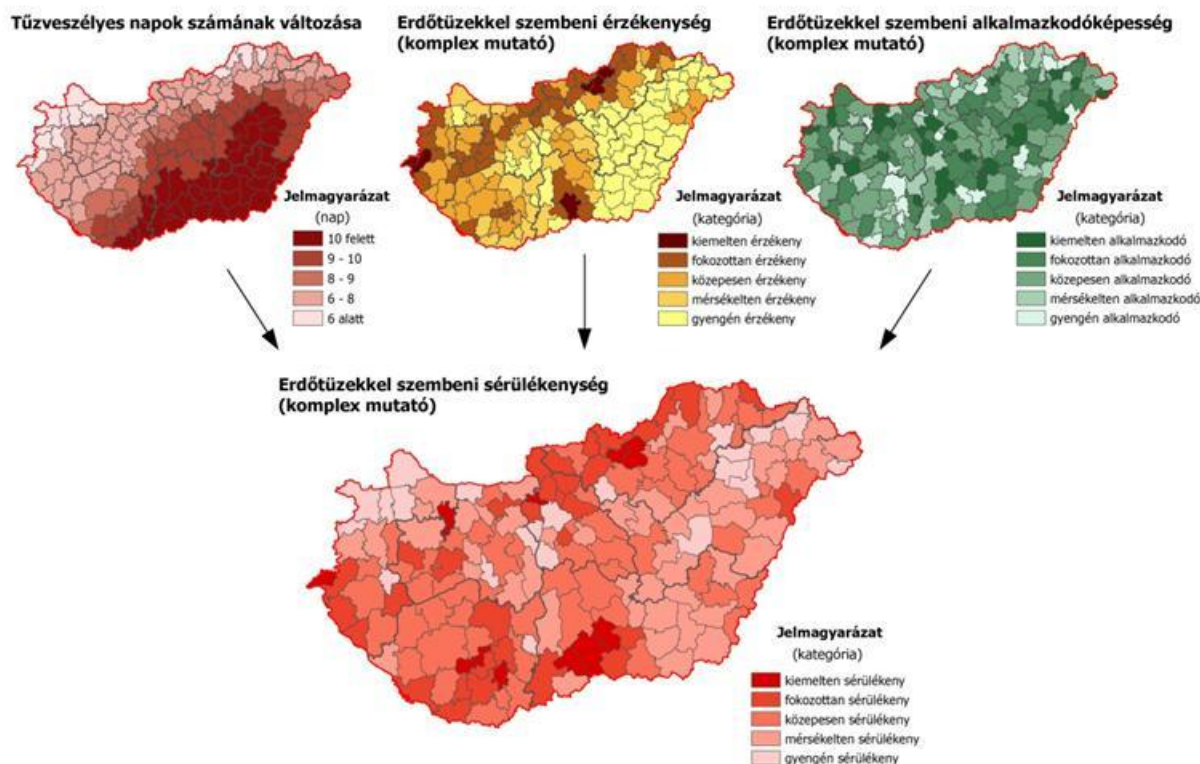 Tűzveszélyes napok számának változása
Jelmagyarázat
(nap)
10 felett
9 - 10
8 - 9
6 - 8
6 alatt
Erdőtüzekkel szembeni érzékenység
(komplex mutató)
Jelmagyarázat
(kategória)
kiemelten érzékeny
fokozottan érzékeny
közepesen érzékeny
mérsékelten érzékeny
gyengén érzékeny
Erdőtüzekkel szembeni alkalmazkodóképesség
(komplex mutató)
Jelmagyarázat
(kategória)
kiemelten alkalmazkodó
fokozottan alkalmazkodó
közepesen alkalmazkodó
mérsékelten alkalmazkodó
gyengén alkalmazkodó
Erdőtüzekkel szembeni sérülékenység
(komplex mutató)
Jelmagyarázat
(kategória)
kiemelten sérülékeny
fokozottan sérülékeny
közepesen sérülékeny
mérsékelten sérülékeny
gyengén sérülékeny